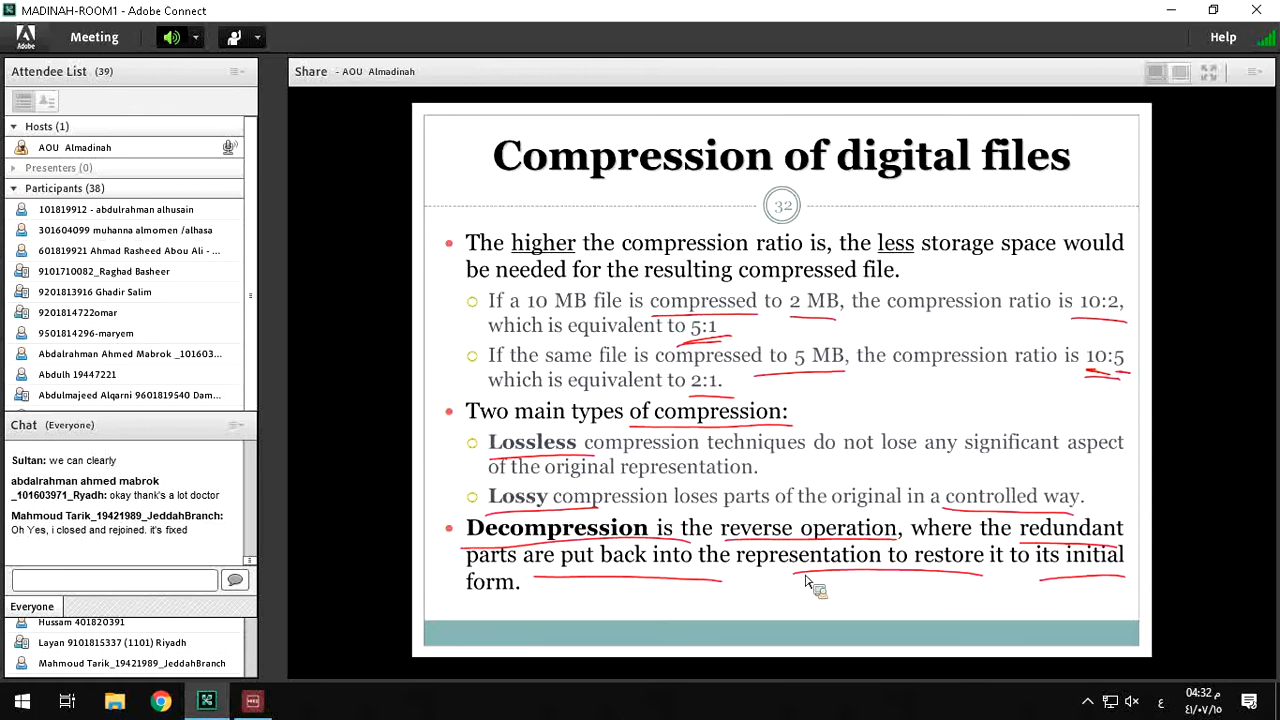 MADINAH-ROOM1 - Adobe Connect
Adobe
Meeting
Help
Attendee List (39)
Hosts (1)
AOU Almadinah
Presenters (0)
Participants (38)
101819912 - abdulrahman alhusain
301604099 muhanna almomen /alhasa
601819921 Ahmad Rasheed Abou Ali - ...
9101710082_Raghad Basheer
9201813916 Ghadir Salim
9201814722omar
9501814296-maryem
Abdalrahman Ahmed Mabrok _101603...
Abdulh 19447221
Abdulmajeed Alqarni 9601819540 Dam...
Chat (Everyone)
Sultan: we can clearly
abdalrahman ahmed mabrok
_101603971_Ryadh: okay thank's a lot doctor
Mahmoud Tarik_19421989_JeddahBranch:
Oh Yes, i closed and rejoined. it's fixed
Everyone
Hussam 401820391
Layan 9101815337 (1101) Riyadh
Mahmoud Tarik_19421989_JeddahBranch
Share - AOU Almadinah
Compression of digital files
32
• The higher the compression ratio is, the less storage space would
be needed for the resulting compressed file.
If a 10 MB file is compressed to 2 MB, the compression ratio is 10:2,
which is equivalent to 5:1
If the same file is compressed to 5 MB, the compression ratio is 10:5
which is equivalent to 2:1.
• Two main types of compression:
Lossless compression techniques do not lose any significant aspect
of the original representation.
Lossy compression loses parts of the original in a controlled way.
• Decompression is the reverse operation, where the redundant
parts are put back into the representation to restore it to its initial
form.
ع
04:32 م
٤١/٠٧/١٥